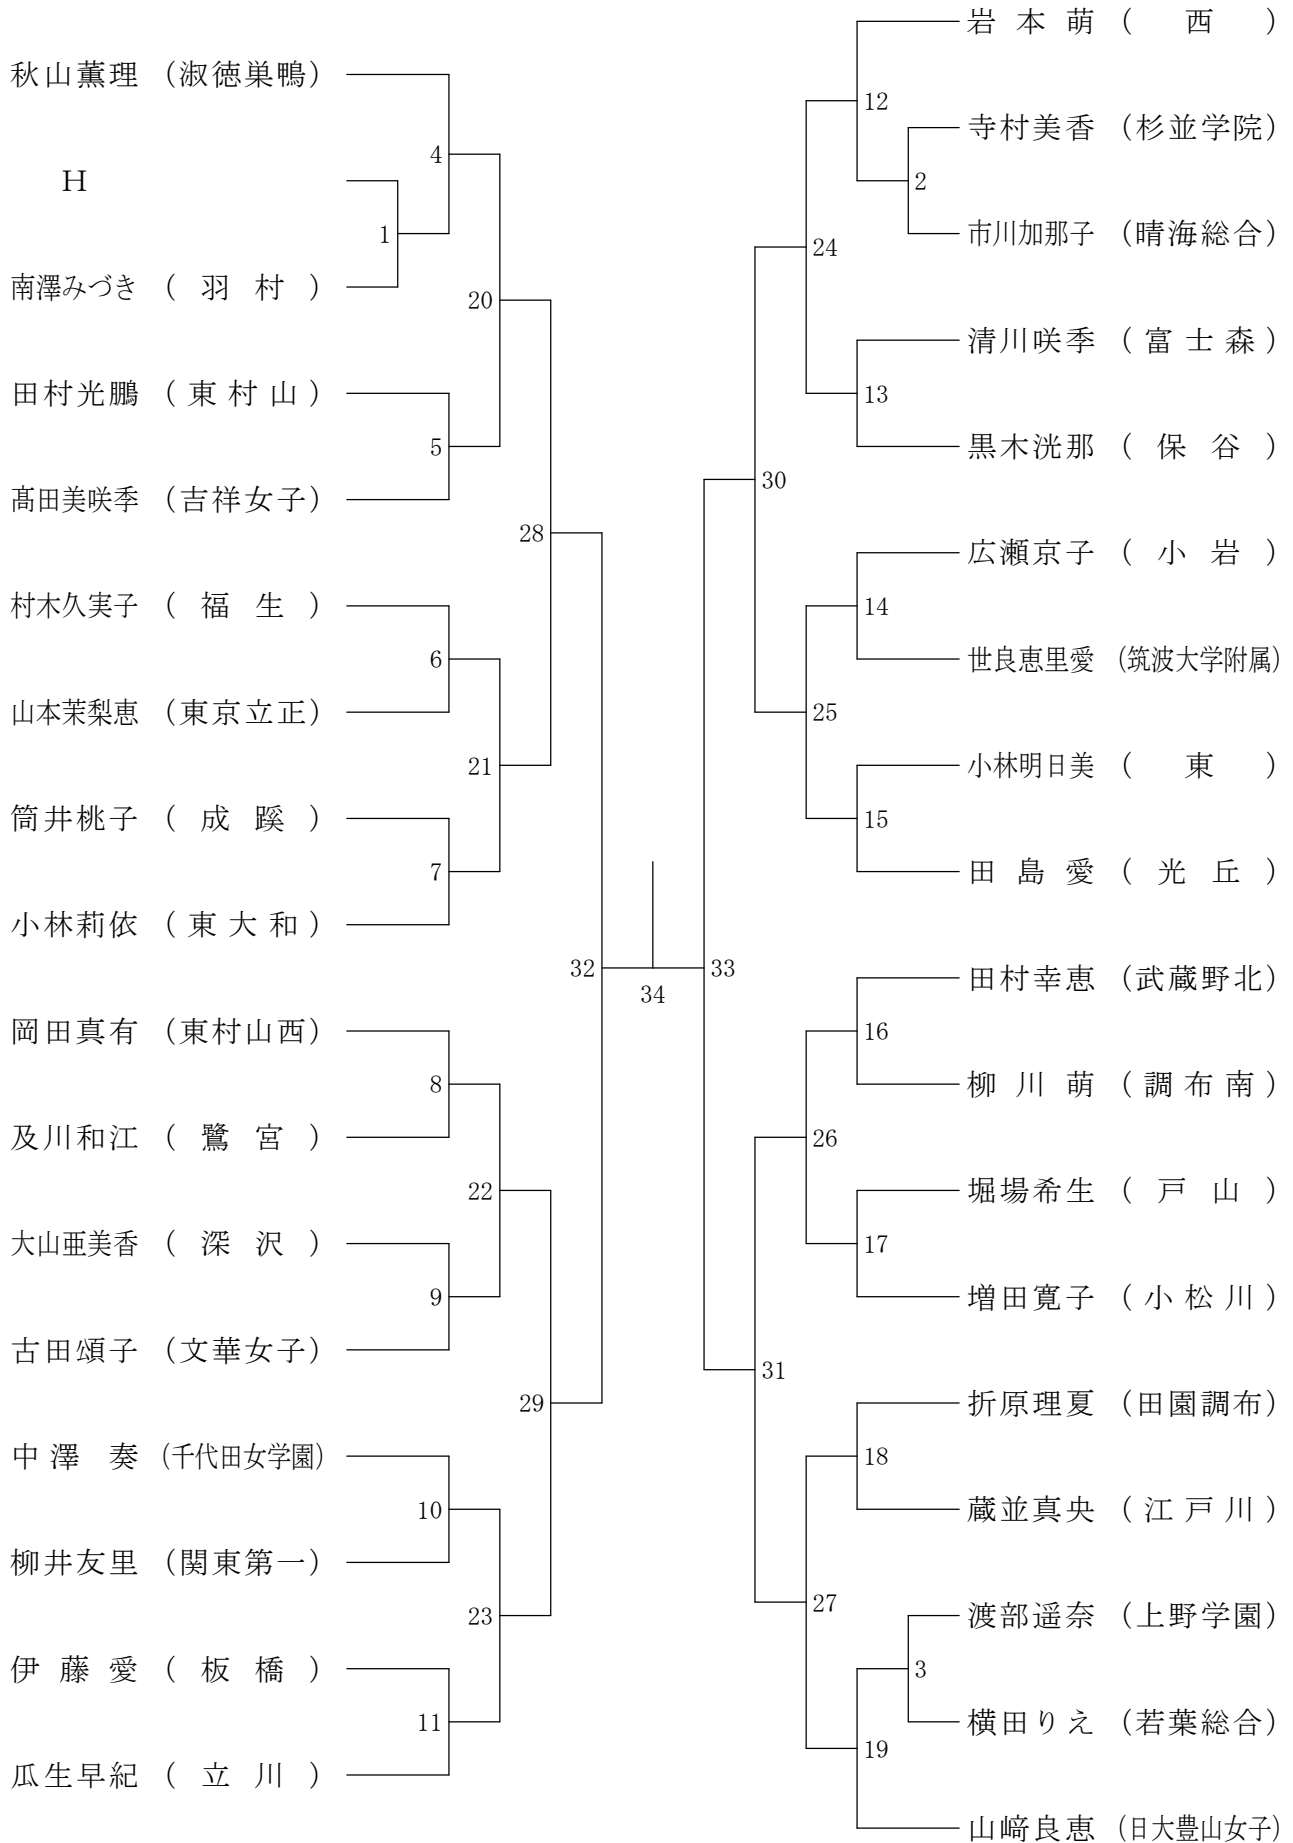 秋山薫理（淑徳巣鴨）
H
南澤みづき（羽村）
田村光鵬（東村山）
髙田美咲季（吉祥女子）
村木久実子（福生）
山本茉梨恵（東京立正）
筒井桃子（成蹊）
小林莉依（東大和）
岡田真有（東村山西）
及川和江（鷺宮）
大山亜美香（深沢）
古田頌子（文華女子）
中澤奏（千代田女学園）
柳井友里（関東第一）
伊藤愛（板橋）
瓜生早紀（立川）
1
4
5
6
7
8
9
10
11
20
21
22
23
28
29
32
34
33
30
31
24
25
26
27
12
13
14
15
16
17
18
19
2
3
岩本萌（西）
寺村美香（杉並学院）
市川加那子（晴海総合）
清川咲季（富士森）
黒木洸那（保谷）
広瀬京子（小岩）
世良恵里愛（筑波大学附属）
小林明日美（東）
田島愛（光丘）
田村幸恵（武蔵野北）
柳川萌（調布南）
堀場希生（戸山）
増田寛子（小松川）
折原理夏（田園調布）
蔵並真央（江戸川）
渡部遥奈（上野学園）
横田りえ（若葉総合）
山﨑良恵（日大豊山女子）